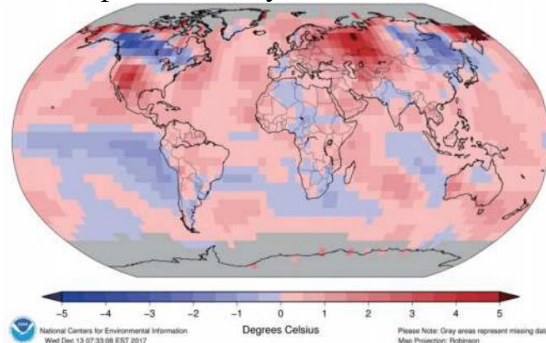 -5 -4 -3 -2 -1 0 1 2 3 4 5
National Centers for Environmental Information
Wed Dec 13 07:33:08 EST 2017
Degrees Celsius
Please Note: Gray areas represent missing data
Map Projection: Robinson